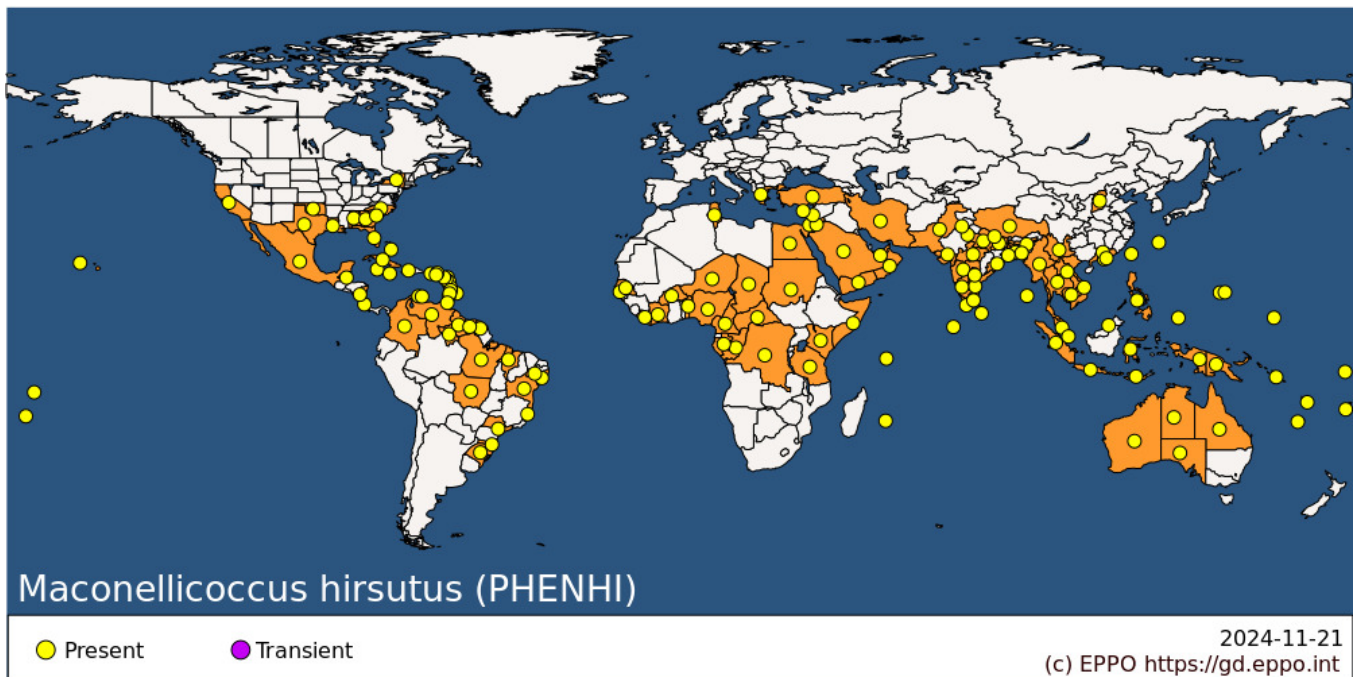 Maconellicoccus hirsutus (PHENHI)
Present
Transient
2024-11-21
(c) EPPO https://gd.eppo.int